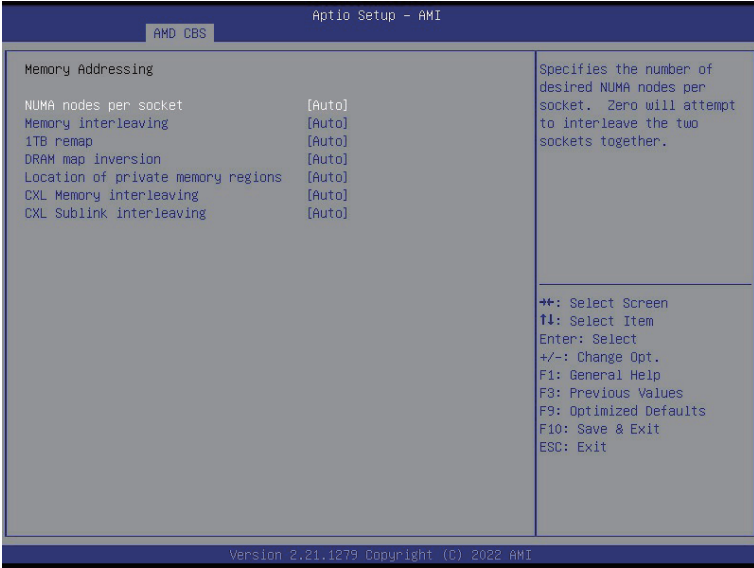 Aptio Setup – AMI
AMD CBS
Memory Addressing
NUMA nodes per socket [Auto]
Memory interleaving [Auto]
1TB remap [Auto]
DRAM map inversion [Auto]
Location of private memory regions [Auto]
CXL Memory interleaving [Auto]
CXL Sublink interleaving [Auto]
Specifies the number of
desired NUMA nodes per
socket.  Zero will attempt
to interleave the two
sockets together.
→←: Select Screen
↑↓: Select Item
Enter: Select
+/-: Change Opt.
F1: General Help
F3: Previous Values
F9: Optimized Defaults
F10: Save & Exit
ESC: Exit
Version 2.21.1279 Copyright (C) 2022 AMI